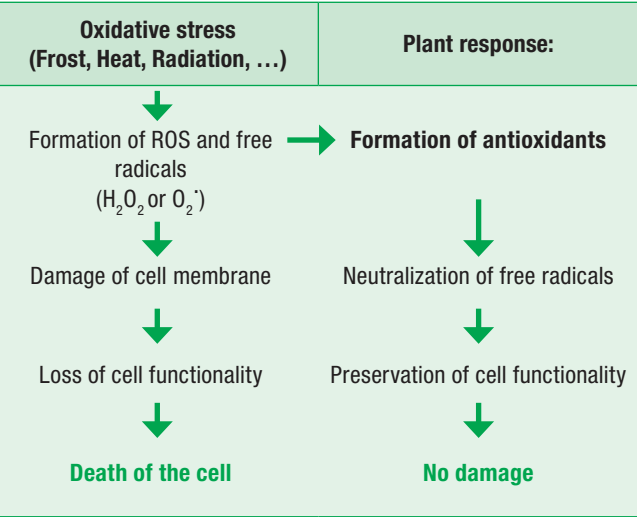 Oxidative stress
(Frost, Heat, Radiation, …)
Plant response:
Formation of ROS and free
radicals
(H₂O₂ or O₂˙)
Formation of antioxidants
Damage of cell membrane
Neutralization of free radicals
Loss of cell functionality
Preservation of cell functionality
Death of the cell
No damage